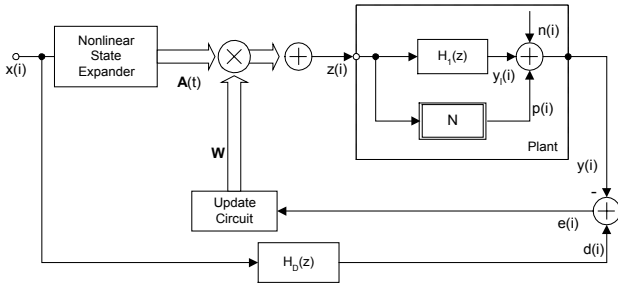 x(i)
Nonlinear
State
Expander
A(t)
z(i)
H1(z)
yl(i)
n(i)
N
p(i)
Plant
W
y(i)
-
Update
Circuit
e(i)
d(i)
HD(z)